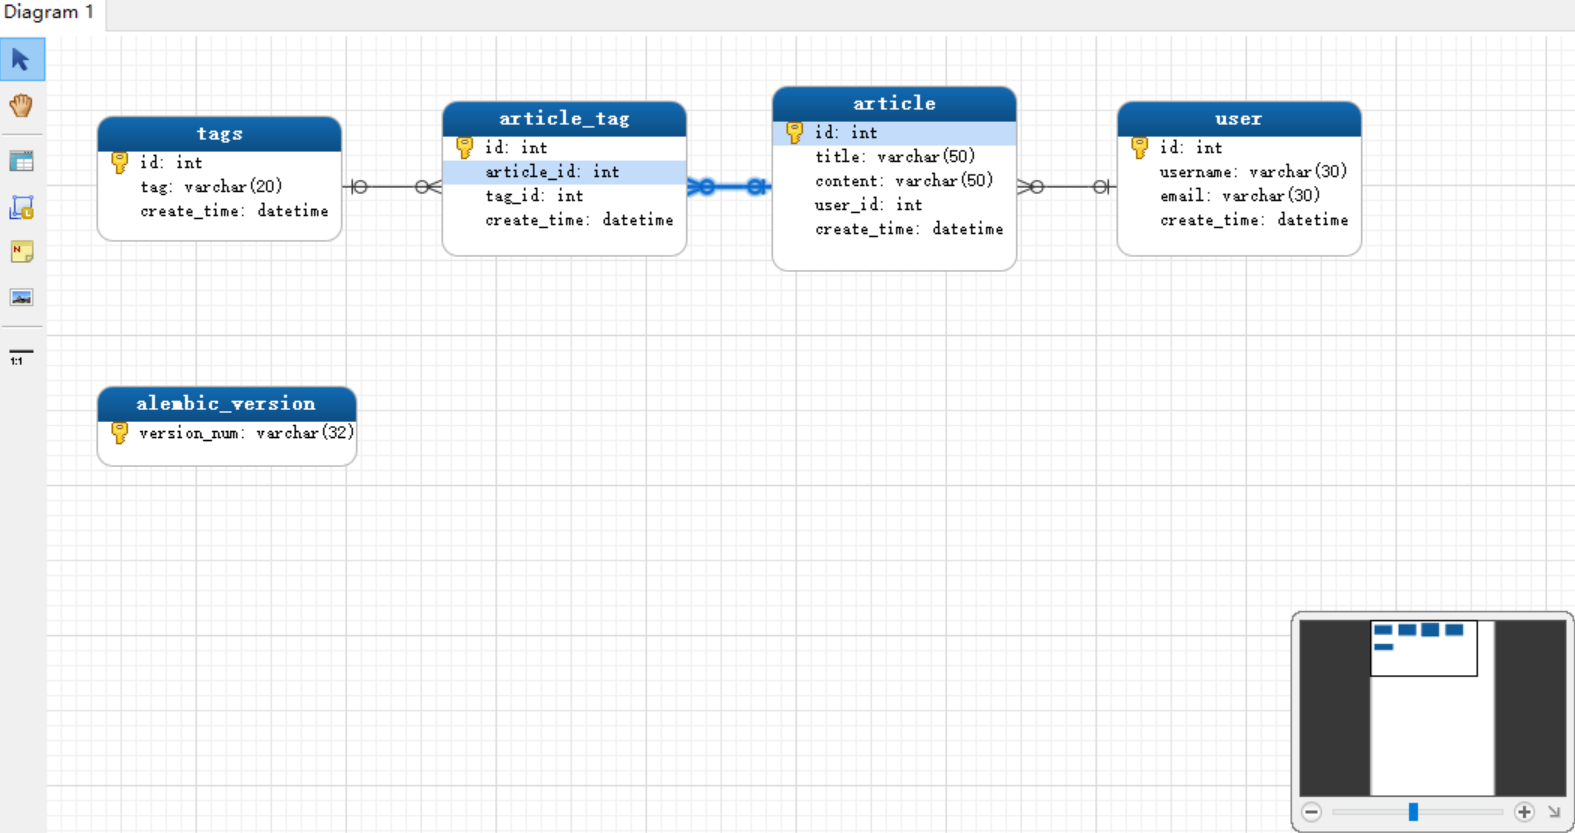 Diagram 1
tags
id: int
tag: varchar(20)
create_time: datetime
article_tag
id: int
article_id: int
tag_id: int
create_time: datetime
article
id: int
title: varchar(50)
content: varchar(50)
user_id: int
create_time: datetime
user
id: int
username: varchar(30)
email: varchar(30)
create_time: datetime
N
1:1
alembic_version
version_num: varchar(32)